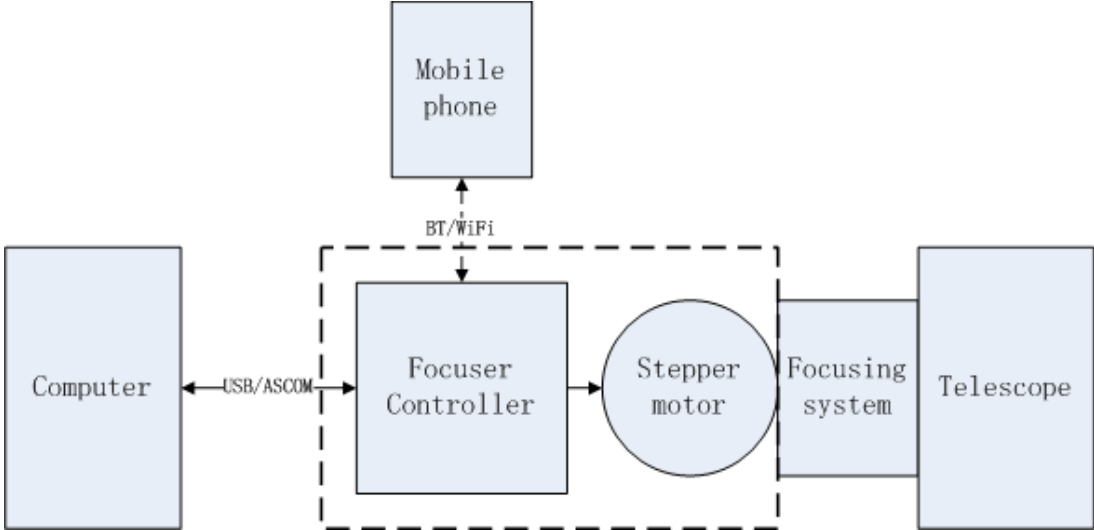 Mobile
phone
BT/WiFi
Computer
USB/ASCOM
Focuser
Controller
Stepper
motor
Focusing
system
Telescope